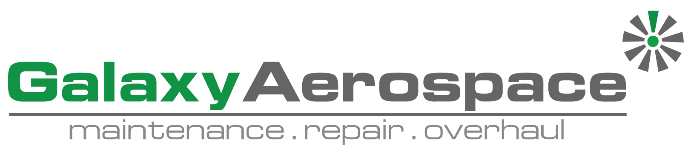 GalaxyAerospace
maintenance . repair . overhaul